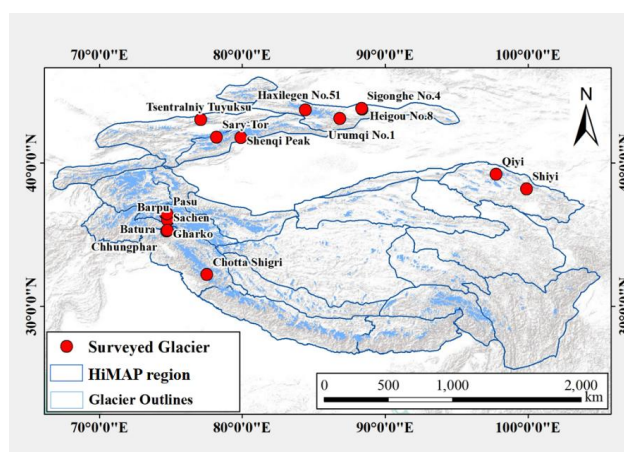 70°0'0"E 80°0'0"E 90°0'0"E 100°0'0"E
Haxilegen No.51
Sigonghe No.4
Tsentralniy Tuyuksu
Heigou No.8
Sary-Tor
Urumqi No.1
Shenqi Peak
N
40°0'0"N
40°0'0"N
Qiyi
Shiyi
Pasu
Barpu
Sachen
Batura
Gharko
Chhungphar
Chotta Shigri
30°0'0"N
30°0'0"N
Surveyed Glacier
HiMAP region
Glacier Outlines
0 500 1,000 2,000
km
70°0'0"E 80°0'0"E 90°0'0"E 100°0'0"E